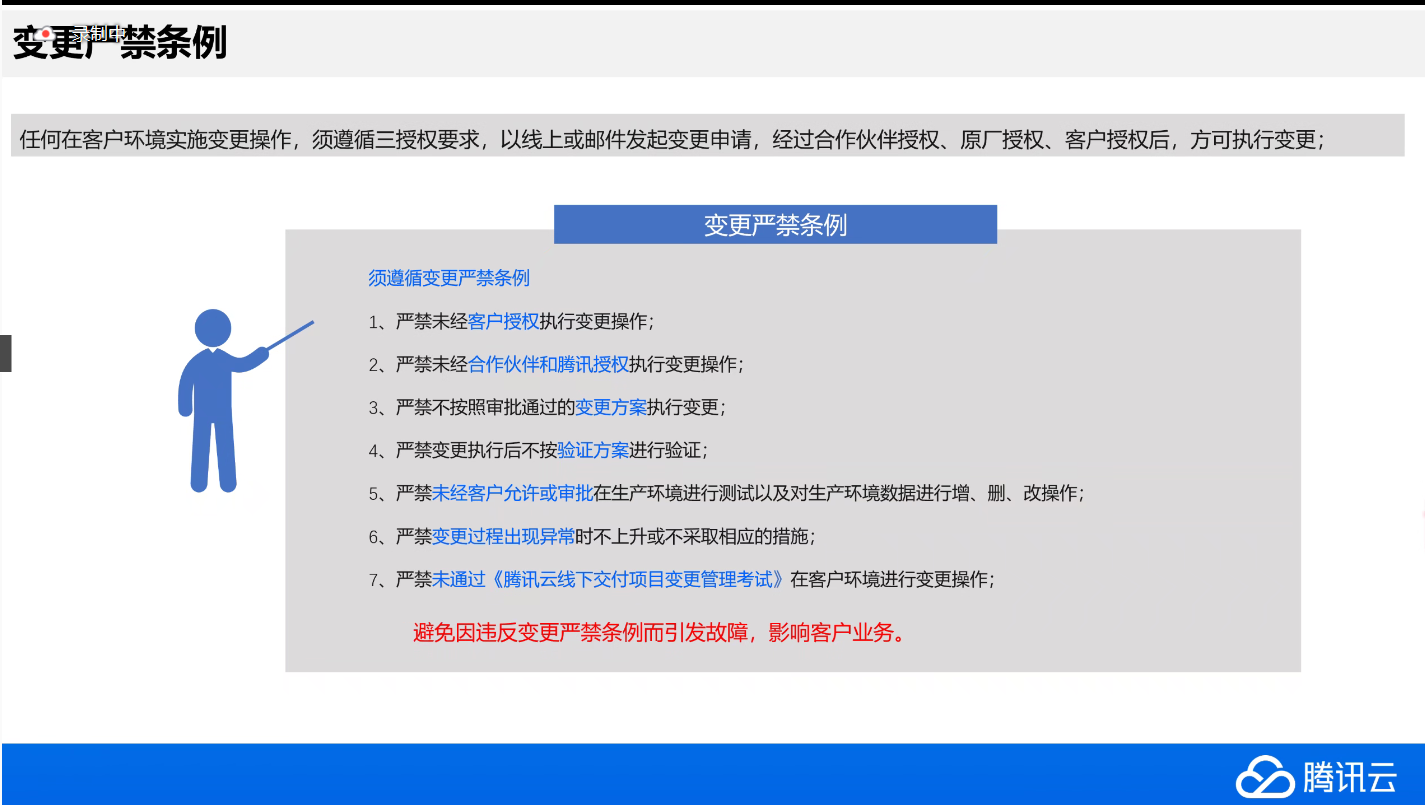 变更严禁条例
录制中
任何在客户环境实施变更操作，须遵循三授权要求，以线上或邮件发起变更申请，经过合作伙伴授权、原厂授权、客户授权后，方可执行变更；
变更严禁条例
须遵循变更严禁条例
1、严禁未经客户授权执行变更操作；
2、严禁未经合作伙伴和腾讯授权执行变更操作；
3、严禁不按照审批通过的变更方案执行变更；
4、严禁变更执行后不按验证方案进行验证；
5、严禁未经客户允许或审批在生产环境进行测试以及对生产环境数据进行增、删、改操作；
6、严禁变更过程出现异常时不上升或不采取相应的措施；
7、严禁未通过《腾讯云线下交付项目变更管理考试》在客户环境进行变更操作；
避免因违反变更严禁条例而引发故障，影响客户业务。
腾讯云